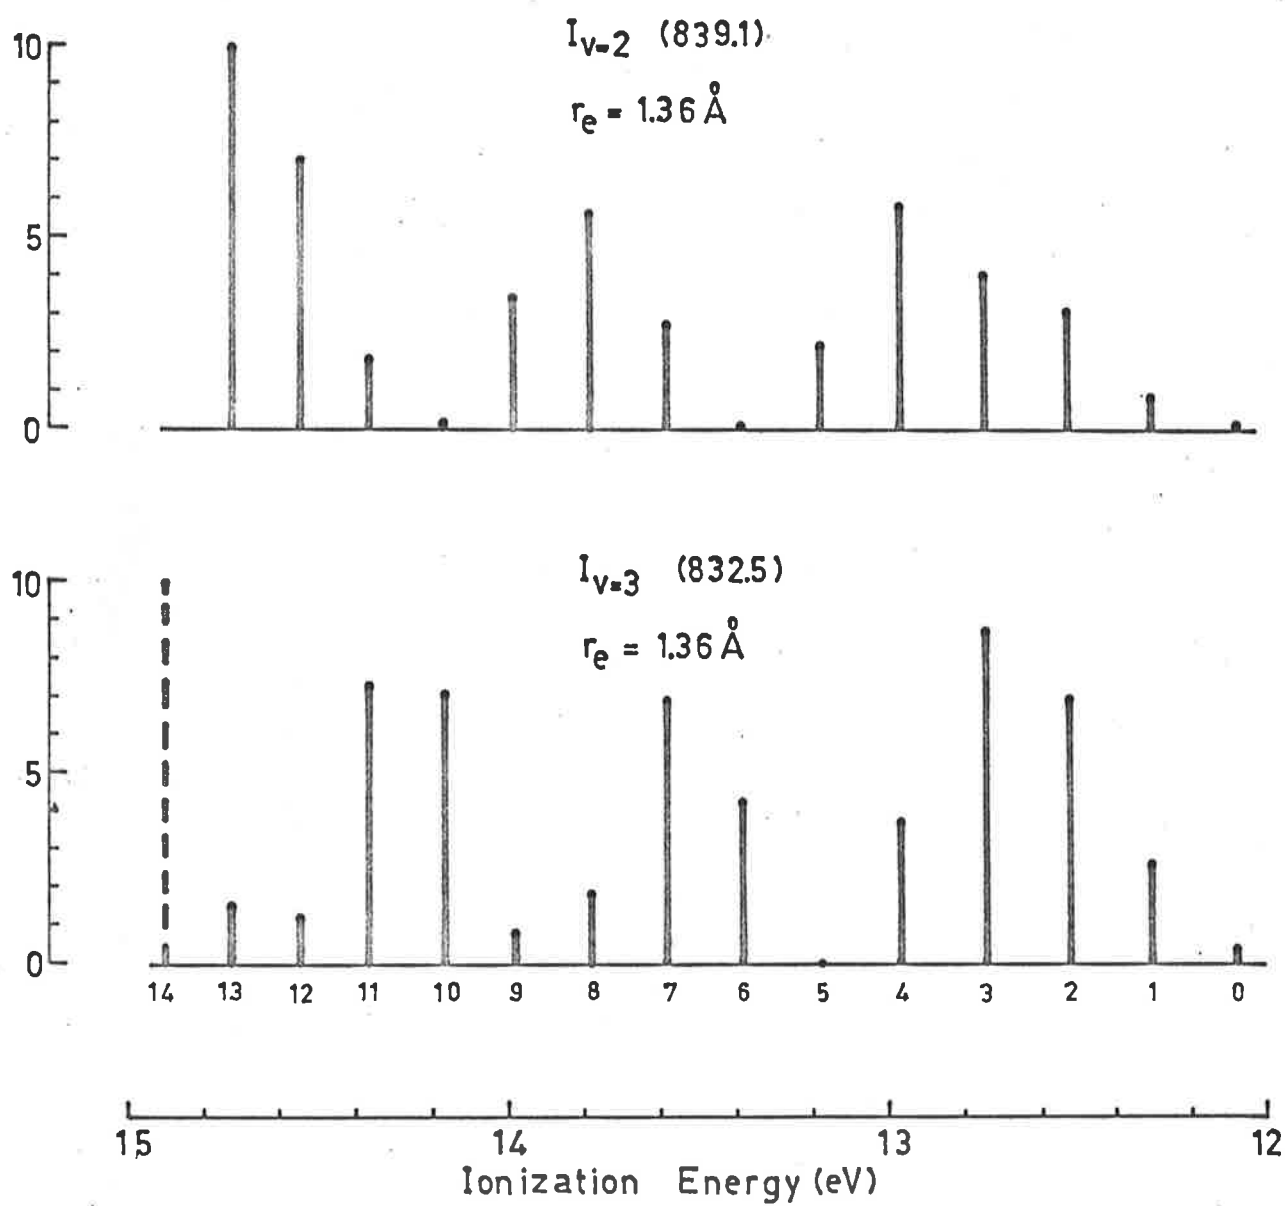 I_{v=2} (839.1)
r_e = 1.36 Å
10
5
0
I_{v=3} (832.5)
r_e = 1.36 Å
10
5
0
14 13 12 11 10 9 8 7 6 5 4 3 2 1 0
15 14 13 12
Ionization Energy (eV)